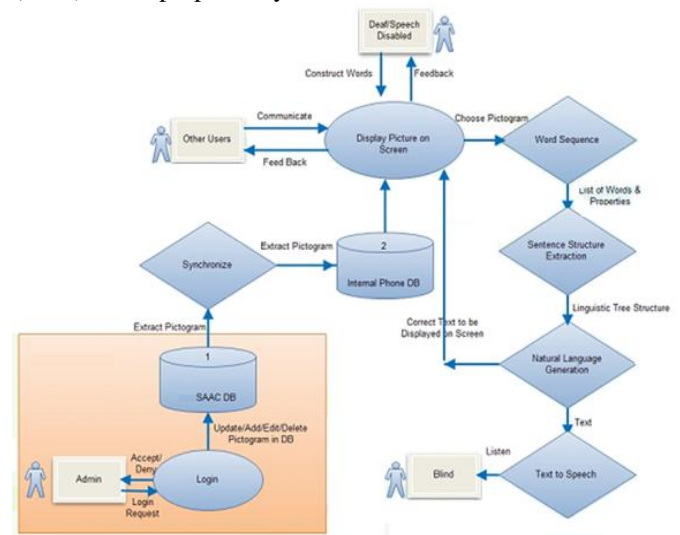 Deaf/Speech
Disabled
Construct Words
Feedback
Communicate
Choose Pictogram
Other Users
Display Picture on
Screen
Word Sequence
Feed Back
List of Words &
Properties
2
Extract Pictogram
Sentence Structure
Extraction
Synchronize
Internal Phone DB
Linguistic Tree Structure
Extract Pictogram
Correct Text to be
Displayed on Screen
1
Natural Language
Generation
SAAC DB
Update/Add/Edit/Delete
Pictogram in DB
Text
Accept/
Deny
Listen
Admin
Login
Blind
Text to Speech
Login
Request